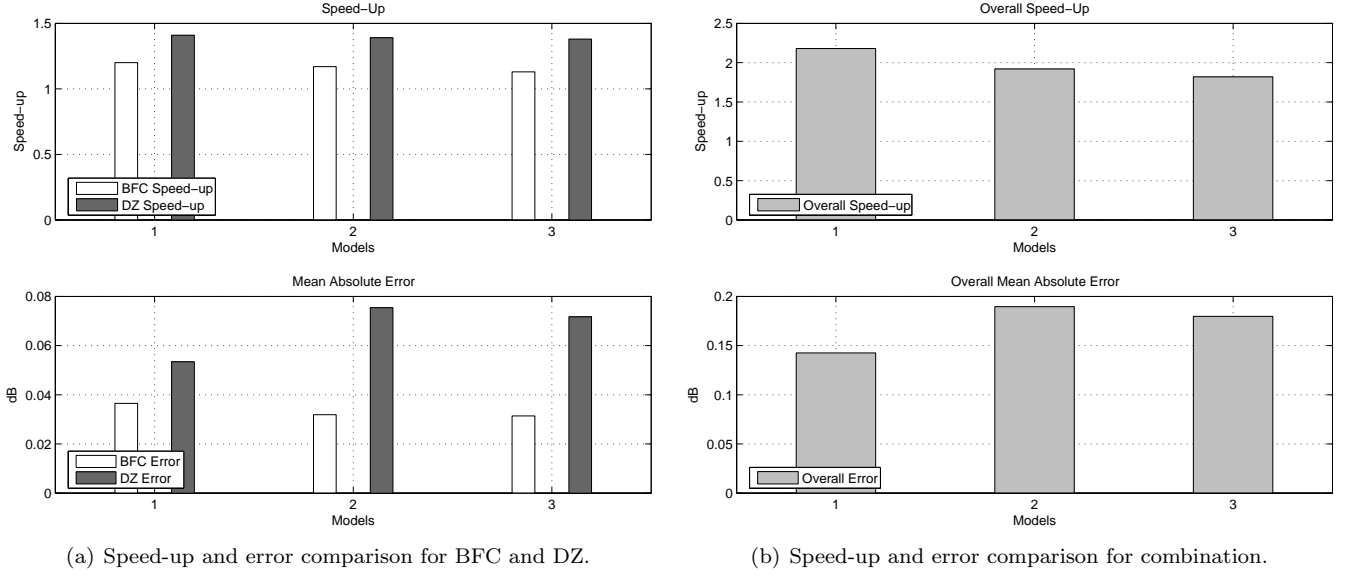 Speed−Up
1.5
1
0.5
0
Speed−up
BFC Speed−up
DZ Speed−up
1 2 3
Models
Mean Absolute Error
0.08
0.06
0.04
0.02
0
dB
BFC Error
DZ Error
1 2 3
Models
(a) Speed-up and error comparison for BFC and DZ.
Overall Speed−Up
2.5
2
1.5
1
0.5
0
Speed−up
Overall Speed−up
1 2 3
Models
Overall Mean Absolute Error
0.2
0.15
0.1
0.05
0
dB
Overall Error
1 2 3
Models
(b) Speed-up and error comparison for combination.